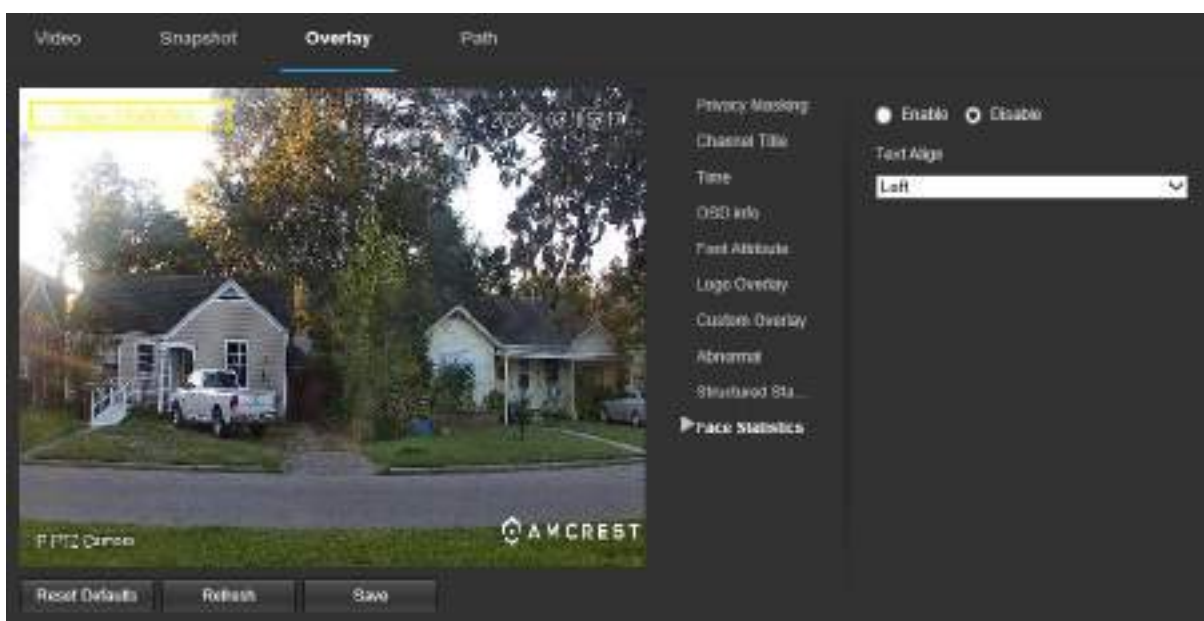 Video Snapshot Overlay Path
Privacy Masking
Channel Title
Time
OSD info
Font Attribute
Logo Overlay
Custom Overlay
Abnormal
Structured Sta...
Face Statistics
Enable Disable
Text Align
Left
AMCREST
IP PTZ Camera
Reset Defaults Refresh Save